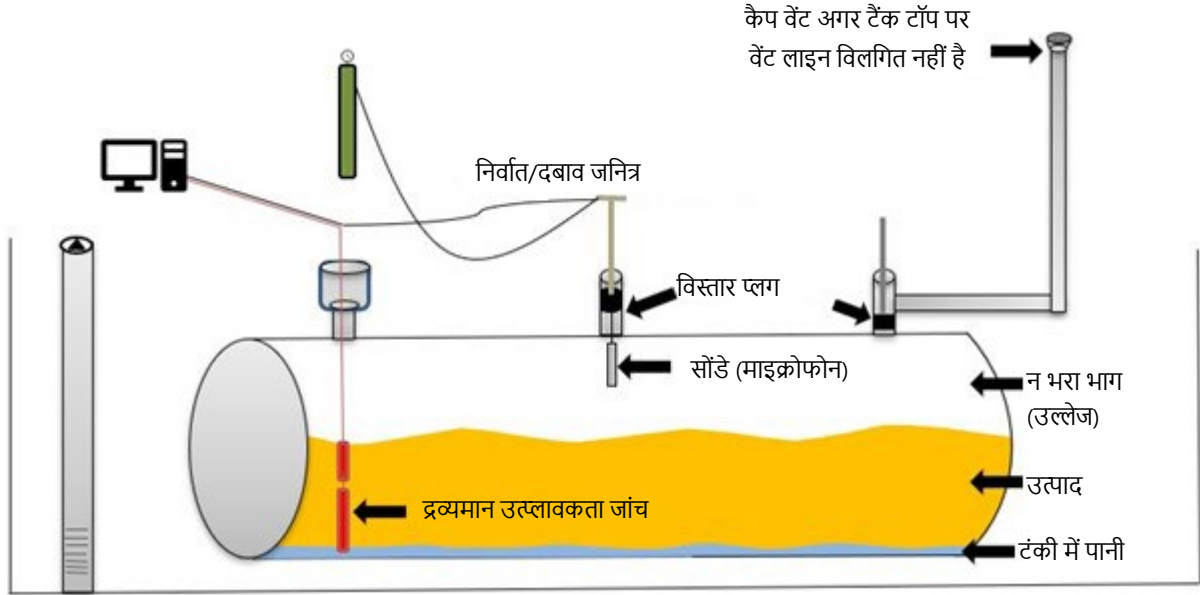 कैप वेंट अगर टैंक टॉप पर
वेंट लाइन विलगित नहीं है
निर्वात/दबाव जनित्र
विस्तार प्लग
सोंडे (माइक्रोफोन)
न भरा भाग
(उल्लेज)
उत्पाद
द्रव्यमान उत्प्लावकता जांच
टंकी में पानी